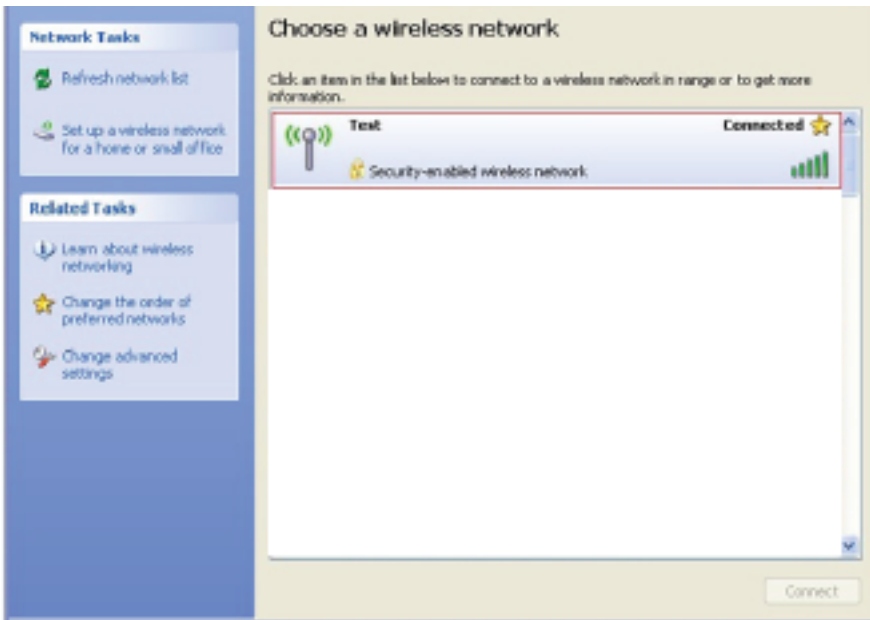 Network Tasks
Refresh network list
Set up a wireless network
for a home or small office
Related Tasks
Learn about wireless
networking
Change the order of
preferred networks
Change advanced
settings
Choose a wireless network
Click an item in the list below to connect to a wireless network in range or to get more
information.
Test
Connected
Security-enabled wireless network
Connect